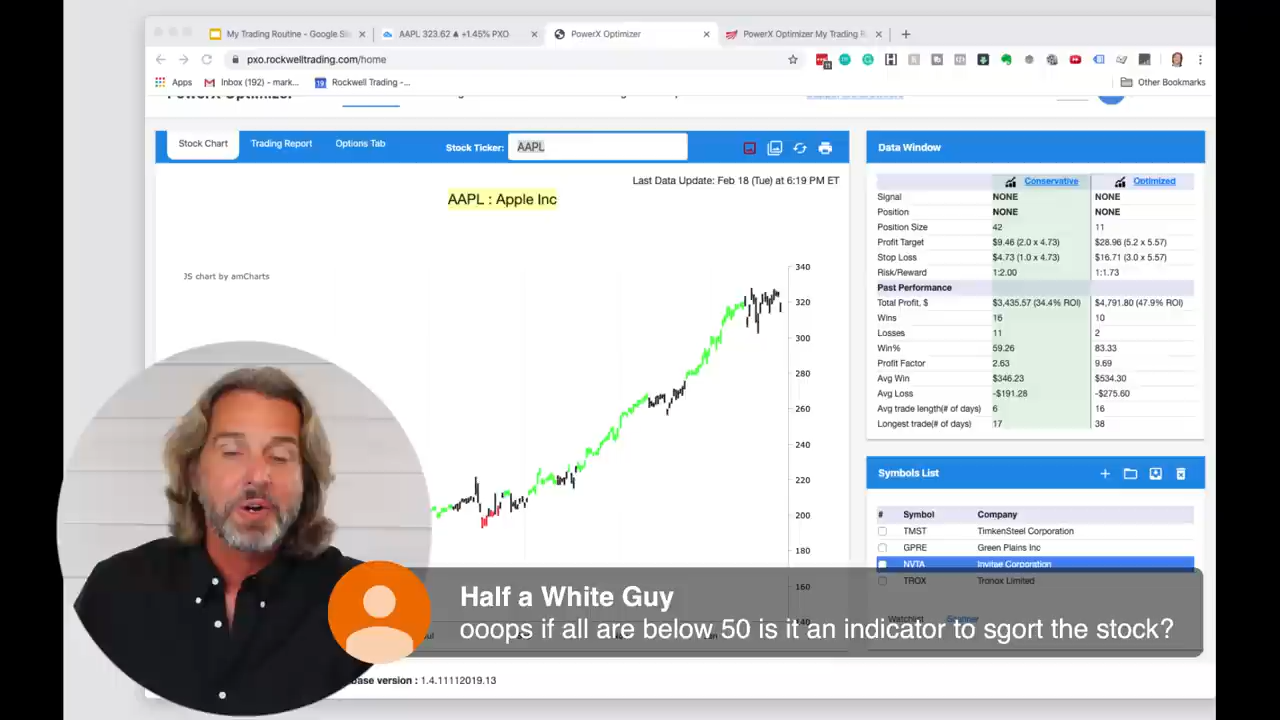 My Trading Routine - Google Sl
AAPL 323.62 ▲ +1.45% PXO
PowerX Optimizer
PowerX Optimizer My Trading R
pxo.rockwelltrading.com/home
Apps
Inbox (192) - mark...
Rockwell Trading -...
Other Bookmarks
Stock Chart
Trading Report
Options Tab
Stock Ticker:
AAPL
Last Data Update: Feb 18 (Tue) at 6:19 PM ET
AAPL : Apple Inc
JS chart by amCharts
340
320
300
280
260
240
220
200
180
160
Data Window
Conservative Optimized
Signal NONE NONE
Position NONE NONE
Position Size 42 11
Profit Target $9.46 (2.0 x 4.73) $28.96 (5.2 x 5.57)
Stop Loss $4.73 (1.0 x 4.73) $16.71 (3.0 x 5.57)
Risk/Reward 1:2.00 1:1.73
Past Performance
Total Profit, $ $3,435.57 (34.4% ROI) $4,791.80 (47.9% ROI)
Wins 16 10
Losses 11 2
Win% 59.26 83.33
Profit Factor 2.63 9.69
Avg Win $346.23 $534.30
Avg Loss -$191.28 -$275.60
Avg trade length(# of days) 6 16
Longest trade(# of days) 17 38
Symbols List
# Symbol Company
TMST TimkenSteel Corporation
GPRE Green Plains Inc
NVTA Invitae Corporation
TROX Tronox Limited
Watchlist Scanner
Half a White Guy
ooops if all are below 50 is it an indicator to sgort the stock?
base version : 1.4.11112019.13